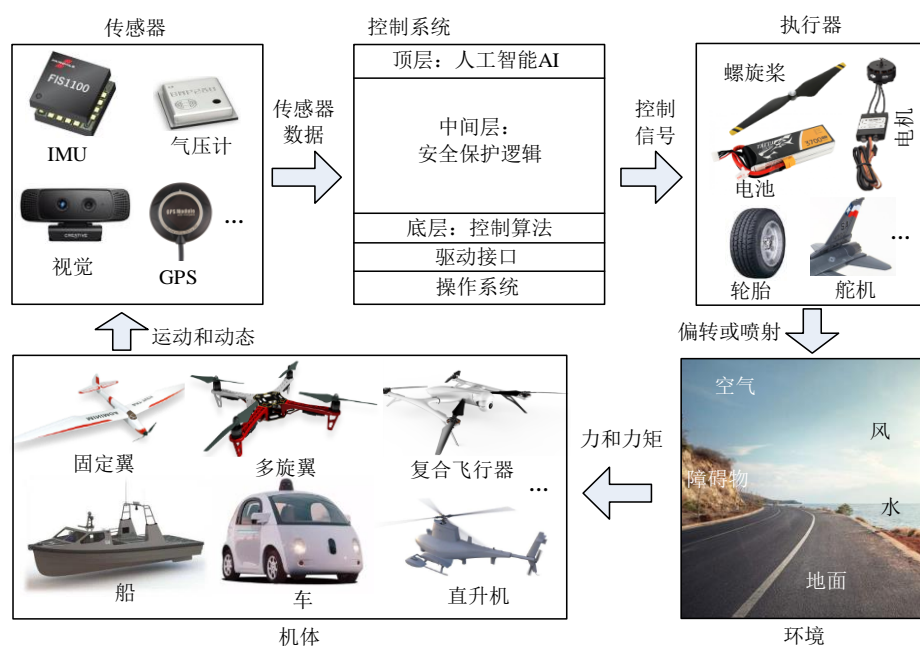 传感器
控制系统
执行器
FIS1100
IMU
气压计
视觉
CREATIVE
GPS
...
传感器
数据
顶层：人工智能AI
中间层：
安全保护逻辑
底层：控制算法
驱动接口
操作系统
控制
信号
螺旋桨
电机
电池
轮胎
舵机
...
运动和动态
偏转或喷射
固定翼
多旋翼
复合飞行器
...
船
车
直升机
机体
力和力矩
空气
风
障碍物
水
地面
环境